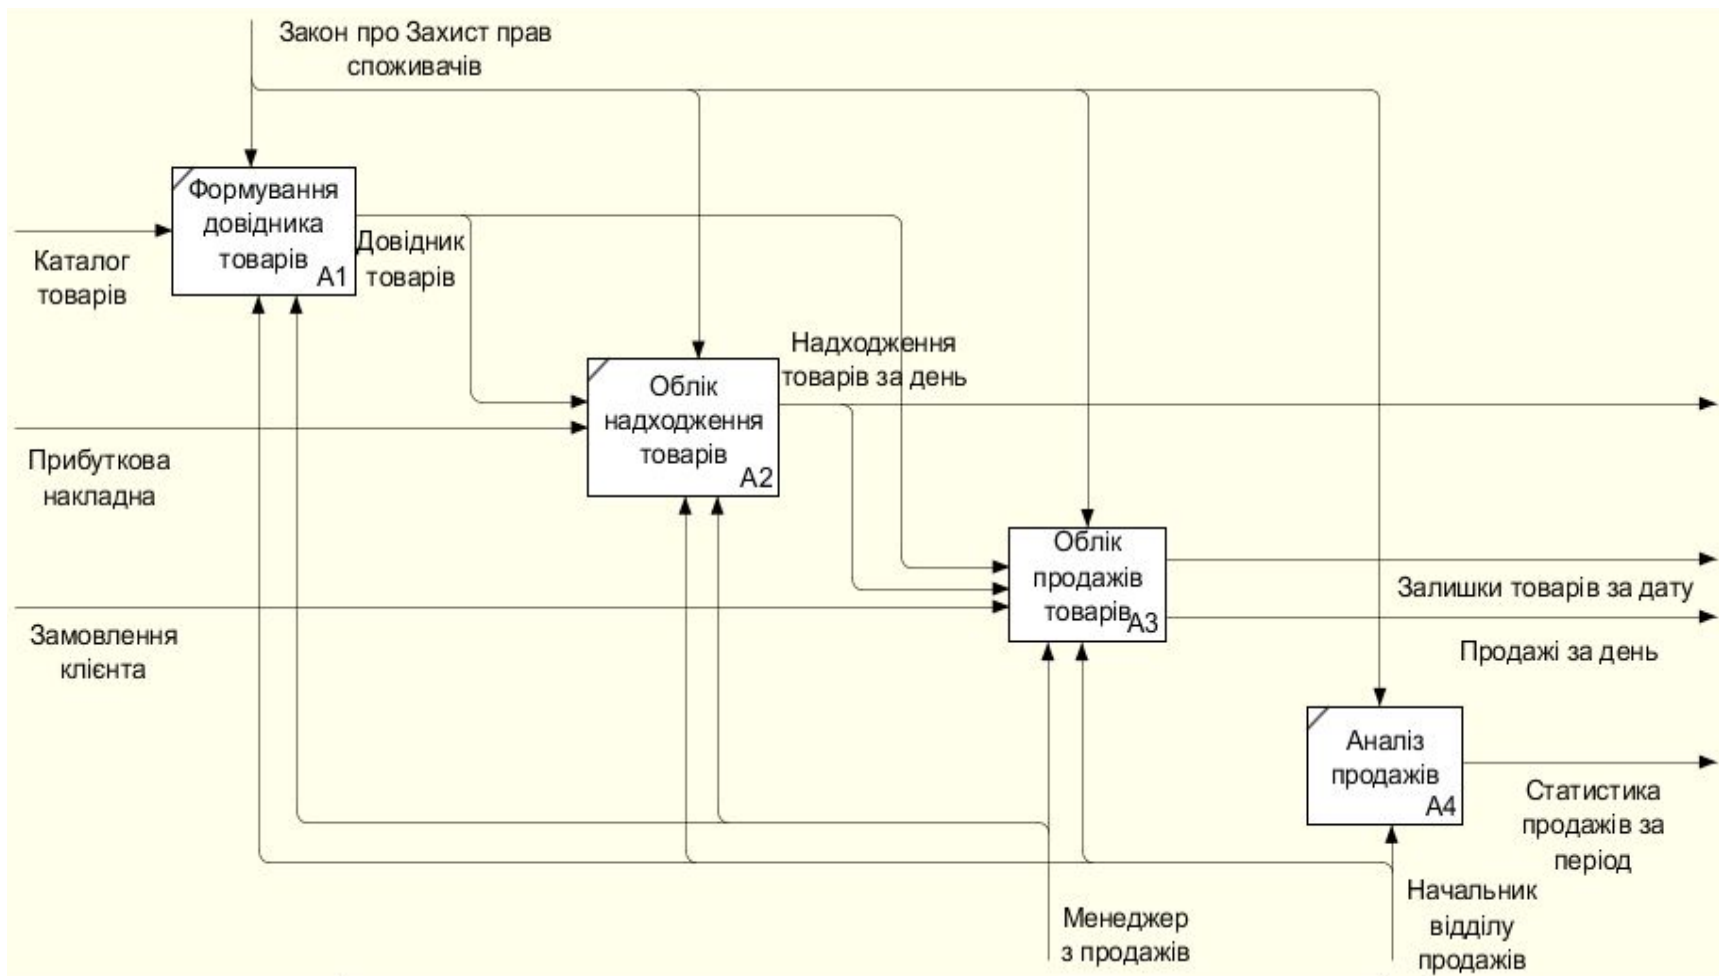 Закон про Захист прав
споживачів
Формування
довідника
товарів
A1
Каталог
товарів
Довідник
товарів
Надходження
товарів за день
Облік
надходження
товарів
A2
Прибуткова
накладна
Облік
продажів
товарів
A3
Залишки товарів за дату
Продажі за день
Замовлення
клієнта
Аналіз
продажів
A4
Статистика
продажів за
період
Менеджер
з продажів
Начальник
відділу
продажів